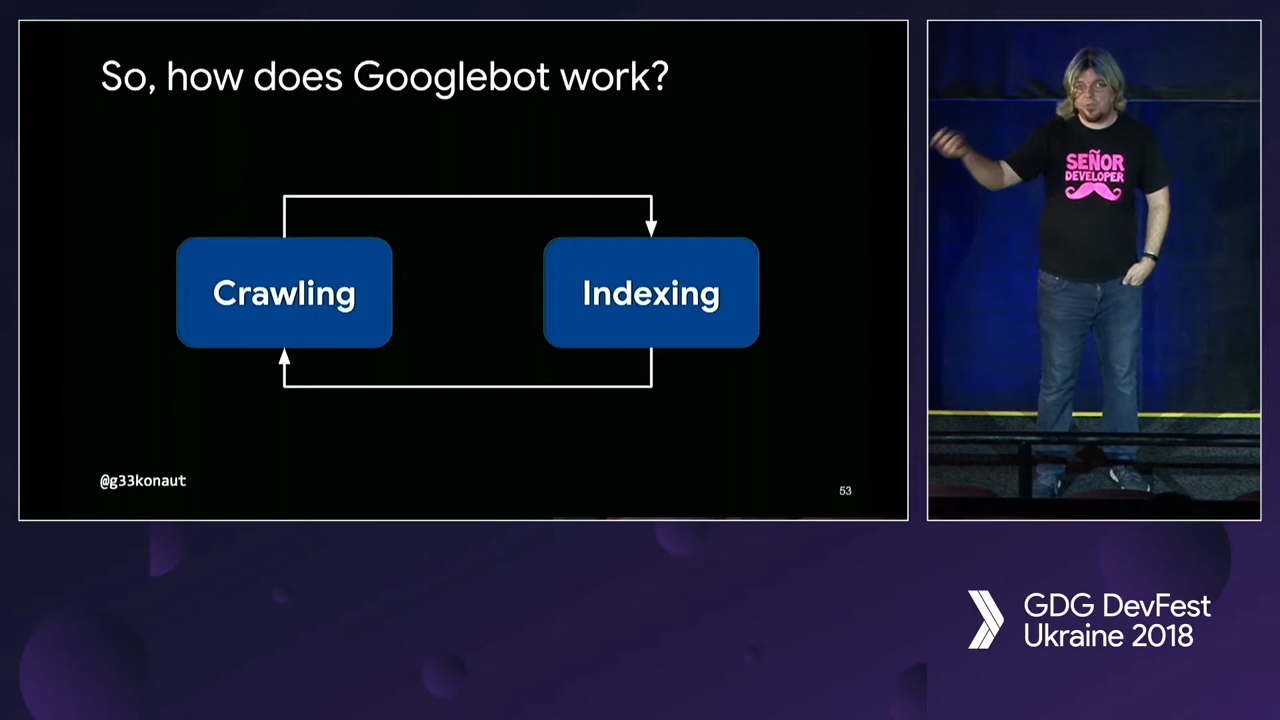 So, how does Googlebot work?
Crawling
Indexing
@g33konaut
53
SEÑOR
DEVELOPER
GDG DevFest
Ukraine 2018